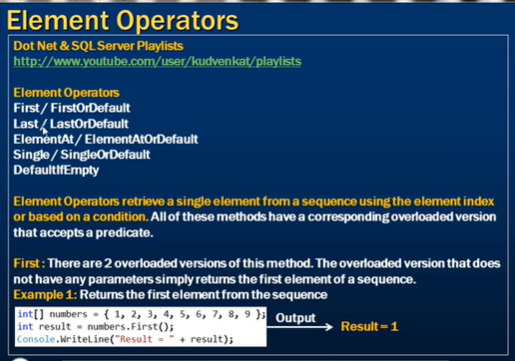 Element Operators
Dot Net & SQL Server Playlists
http://www.youtube.com/user/kudvenkat/playlists
Element Operators
First / FirstOrDefault
Last / LastOrDefault
ElementAt / ElementAtOrDefault
Single / SingleOrDefault
DefaultIfEmpty
Element Operators retrieve a single element from a sequence using the element index
or based on a condition. All of these methods have a corresponding overloaded version
that accepts a predicate.
First : There are 2 overloaded versions of this method. The overloaded version that does
not have any parameters simply returns the first element of a sequence.
Example 1: Returns the first element from the sequence
int[] numbers = { 1, 2, 3, 4, 5, 6, 7, 8, 9 };
int result = numbers.First();
Console.WriteLine("Result = " + result);
Output
Result = 1